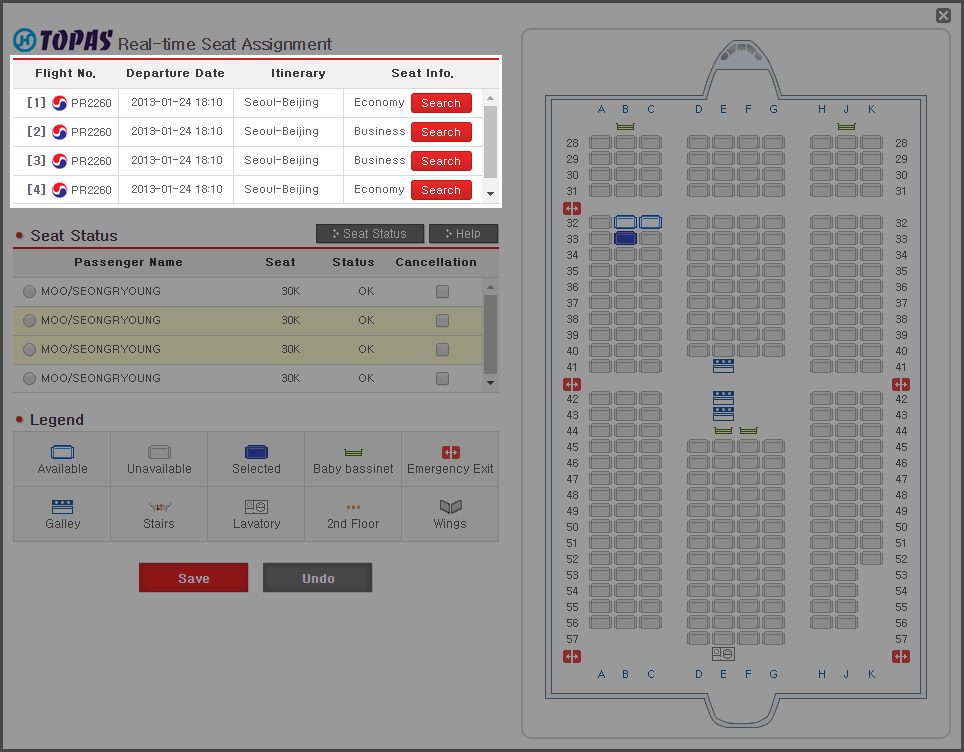 TOPAS Real-time Seat Assignment
Flight No. Departure Date Itinerary Seat Info.
[1] PR2260 2013-01-24 18:10 Seoul-Beijing Economy Search
[2] PR2260 2013-01-24 18:10 Seoul-Beijing Business Search
[3] PR2260 2013-01-24 18:10 Seoul-Beijing Business Search
[4] PR2260 2013-01-24 18:10 Seoul-Beijing Economy Search
Seat Status Seat Status Help
Passenger Name Seat Status Cancellation
MOO/SEONGRYOUNG 30K OK
MOO/SEONGRYOUNG 30K OK
MOO/SEONGRYOUNG 30K OK
MOO/SEONGRYOUNG 30K OK
Legend
Available Unavailable Selected Baby bassinet Emergency Exit
Galley Stairs Lavatory 2nd Floor Wings
Save Undo
A B C D E F G H J K
28 28
29 29
30 30
31 31
32 32
33 33
34 34
35 35
36 36
37 37
38 38
39 39
40 40
41 41
42 42
43 43
44 44
45 45
46 46
47 47
48 48
49 49
50 50
51 51
52 52
53 53
54 54
55 55
56 56
57 57
A B C D E F G H J K